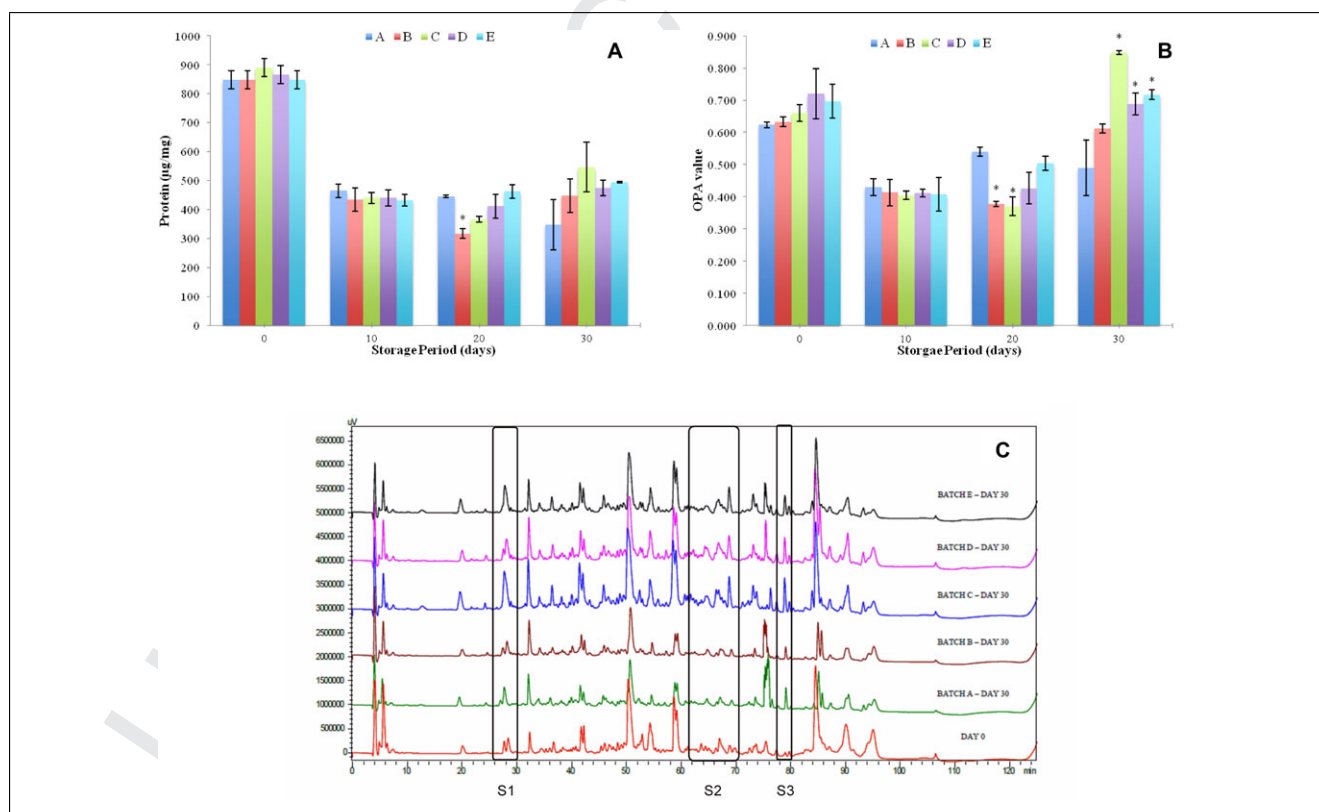 A B C D E
A
Protein (µg/mg)
1000
900
800
700
600
500
400
300
200
100
0
*
0 10 20 30
Storage Period (days)
A B C D E
B
OPA value
0.900
0.800
0.700
0.600
0.500
0.400
0.300
0.200
0.100
0.000
* * * * *
0 10 20 30
Storgae Period (days)
uV
C
6500000
6000000
5500000
5000000
4500000
4000000
3500000
3000000
2500000
2000000
1500000
1000000
500000
0
BATCH E – DAY 30
BATCH D – DAY 30
BATCH C – DAY 30
BATCH B – DAY 30
BATCH A – DAY 30
DAY 0
0 10 20 30 40 50 60 70 80 90 100 110 120 min
S1 S2 S3